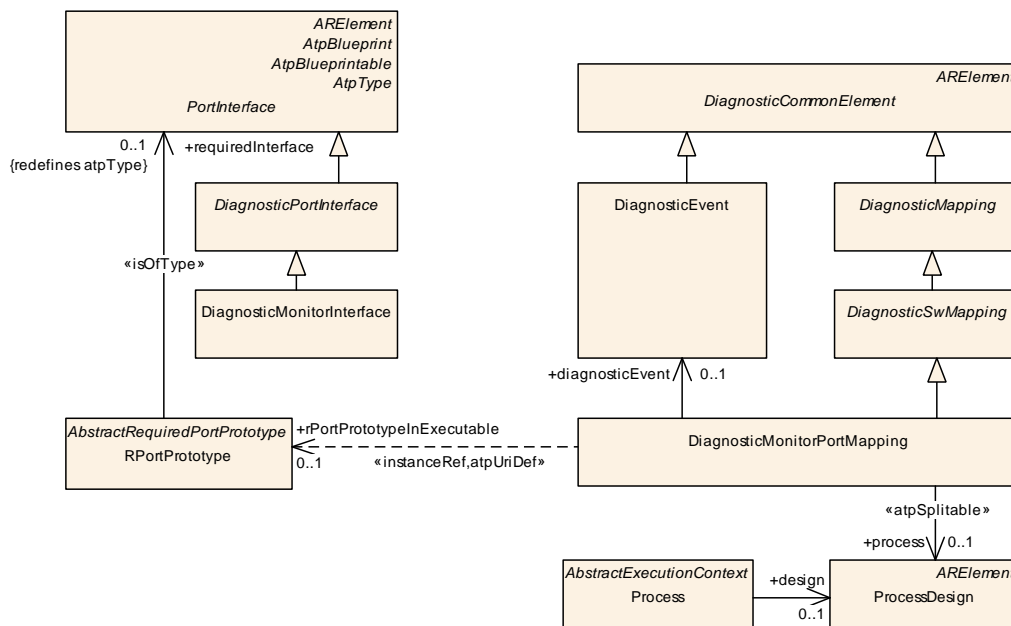 ARElement
AtpBlueprint
AtpBlueprintable
AtpType
PortInterface
ARElement
DiagnosticCommonElement
0..1
{redefines atpType}
+requiredInterface
DiagnosticPortInterface
DiagnosticEvent
DiagnosticMapping
«isOfType»
DiagnosticMonitorInterface
DiagnosticSwMapping
+diagnosticEvent
0..1
AbstractRequiredPortPrototype
RPortPrototype
+rPortPrototypeInExecutable
0..1
«instanceRef,atpUriDef»
DiagnosticMonitorPortMapping
«atpSplitable»
+process
0..1
AbstractExecutionContext
Process
+design
0..1
ARElement
ProcessDesign